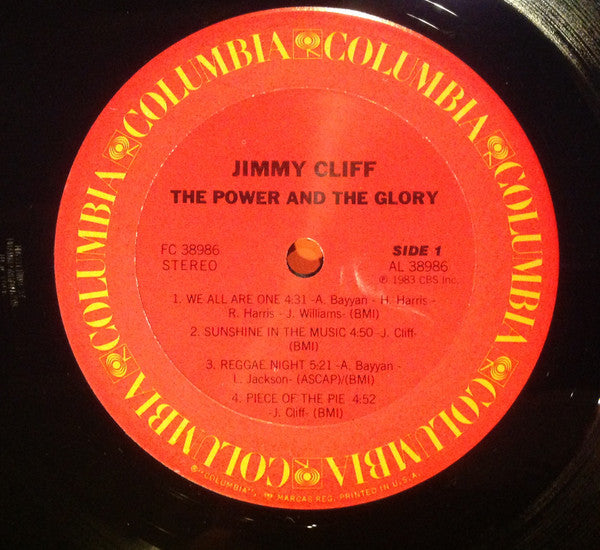 COLUMBIA COLUMBIA COLUMBIA COLUMBIA COLUMBIA COLUMBIA COLUMBIA COLUMBIA
JIMMY CLIFF
THE POWER AND THE GLORY
FC 38986
STEREO
SIDE 1
AL 38986
℗ 1983 CBS Inc.
1. WE ALL ARE ONE 4:31 -A. Bayyan - H. Harris -
R. Harris - J. Williams- (BMI)
2. SUNSHINE IN THE MUSIC 4:50 -J. Cliff-
(BMI)
3. REGGAE NIGHT 5:21 -A. Bayyan -
L. Jackson- (ASCAP)/(BMI)
4. PIECE OF THE PIE 4:52
-J. Cliff- (BMI)
"COLUMBIA", MARCAS REG. PRINTED IN U.S.A.